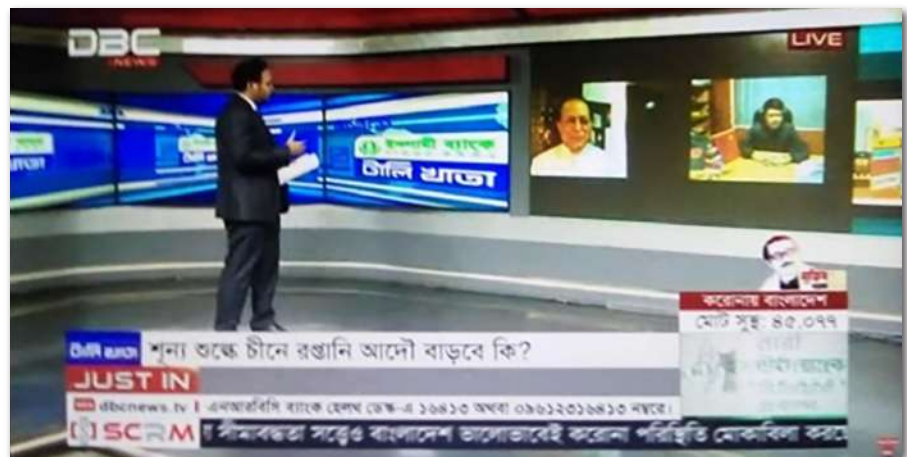 DBC
NEWS
LIVE
ইসলামী ব্যাংক
টালি খাতা
করোনায় বাংলাদেশ
মোট সুস্থ: ৪৫,০৭৭
টালি খাতা
শূন্য শুল্কে চীনে রপ্তানি আদৌ বাড়বে কি?
JUST IN
dbcnews.tv | এনআরবিসি ব্যাংক হেলথ ডেস্ক-এ ১৬৪১৩ অথবা ০৯৬১২৩১৬৪১৩ নম্বরে।
SCRM
সীমাবদ্ধতা সত্ত্বেও বাংলাদেশ ভালোভাবেই করোনা পরিস্থিতি মোকাবিলা